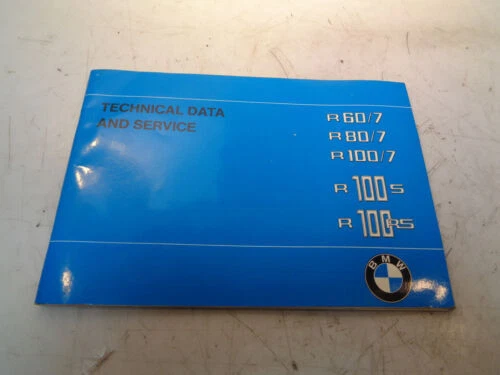 TECHNICAL DATA
AND SERVICE
R 60/7
R 80/7
R 100/7
R 100 S
R 100 RS
BMW